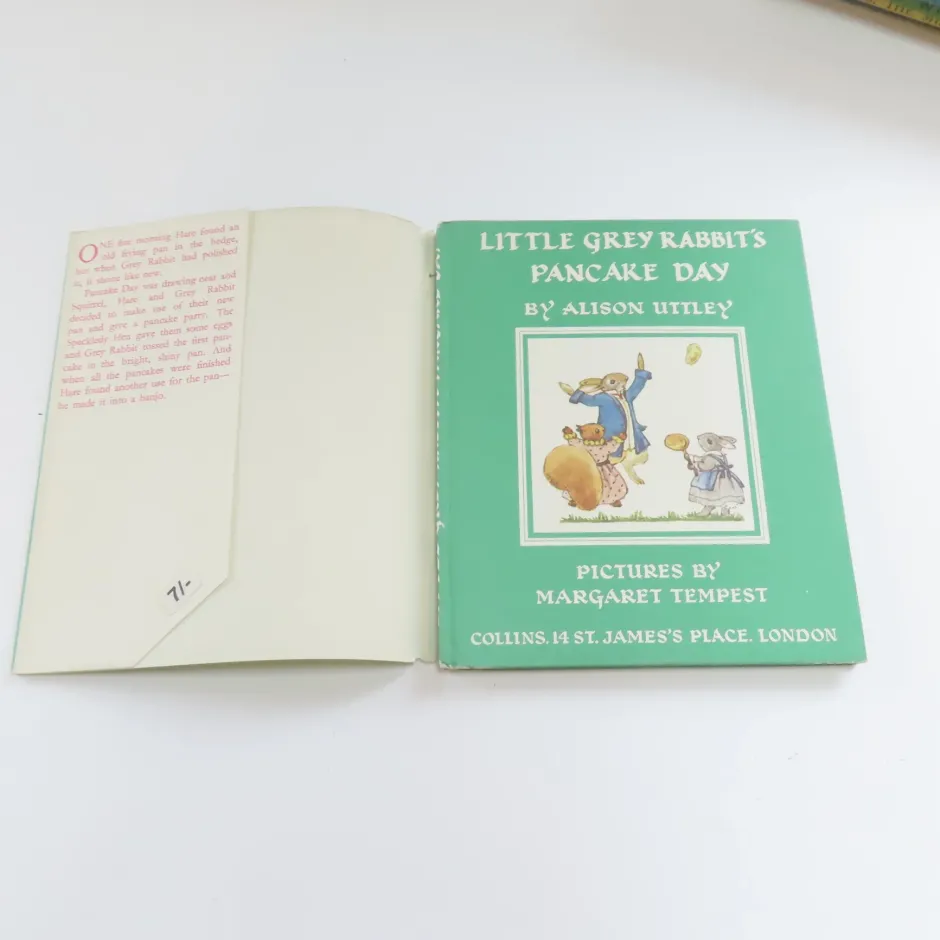 ONE fine morning Hare found an
old frying pan in the hedge,
but when Grey Rabbit had polished
it, it shone like new.
Pancake Day was drawing near and
Squirrel, Hare and Grey Rabbit
decided to make use of their new
pan and give a pancake party. The
Speckledy Hen gave them some eggs
and Grey Rabbit tossed the first pan-
cake in the bright, shiny pan. And
when all the pancakes were finished
Hare found another use for the pan—
he made it into a banjo.
7/-
LITTLE GREY RABBIT'S
PANCAKE DAY
BY ALISON UTTLEY
PICTURES BY
MARGARET TEMPEST
COLLINS. 14 ST. JAMES'S PLACE. LONDON